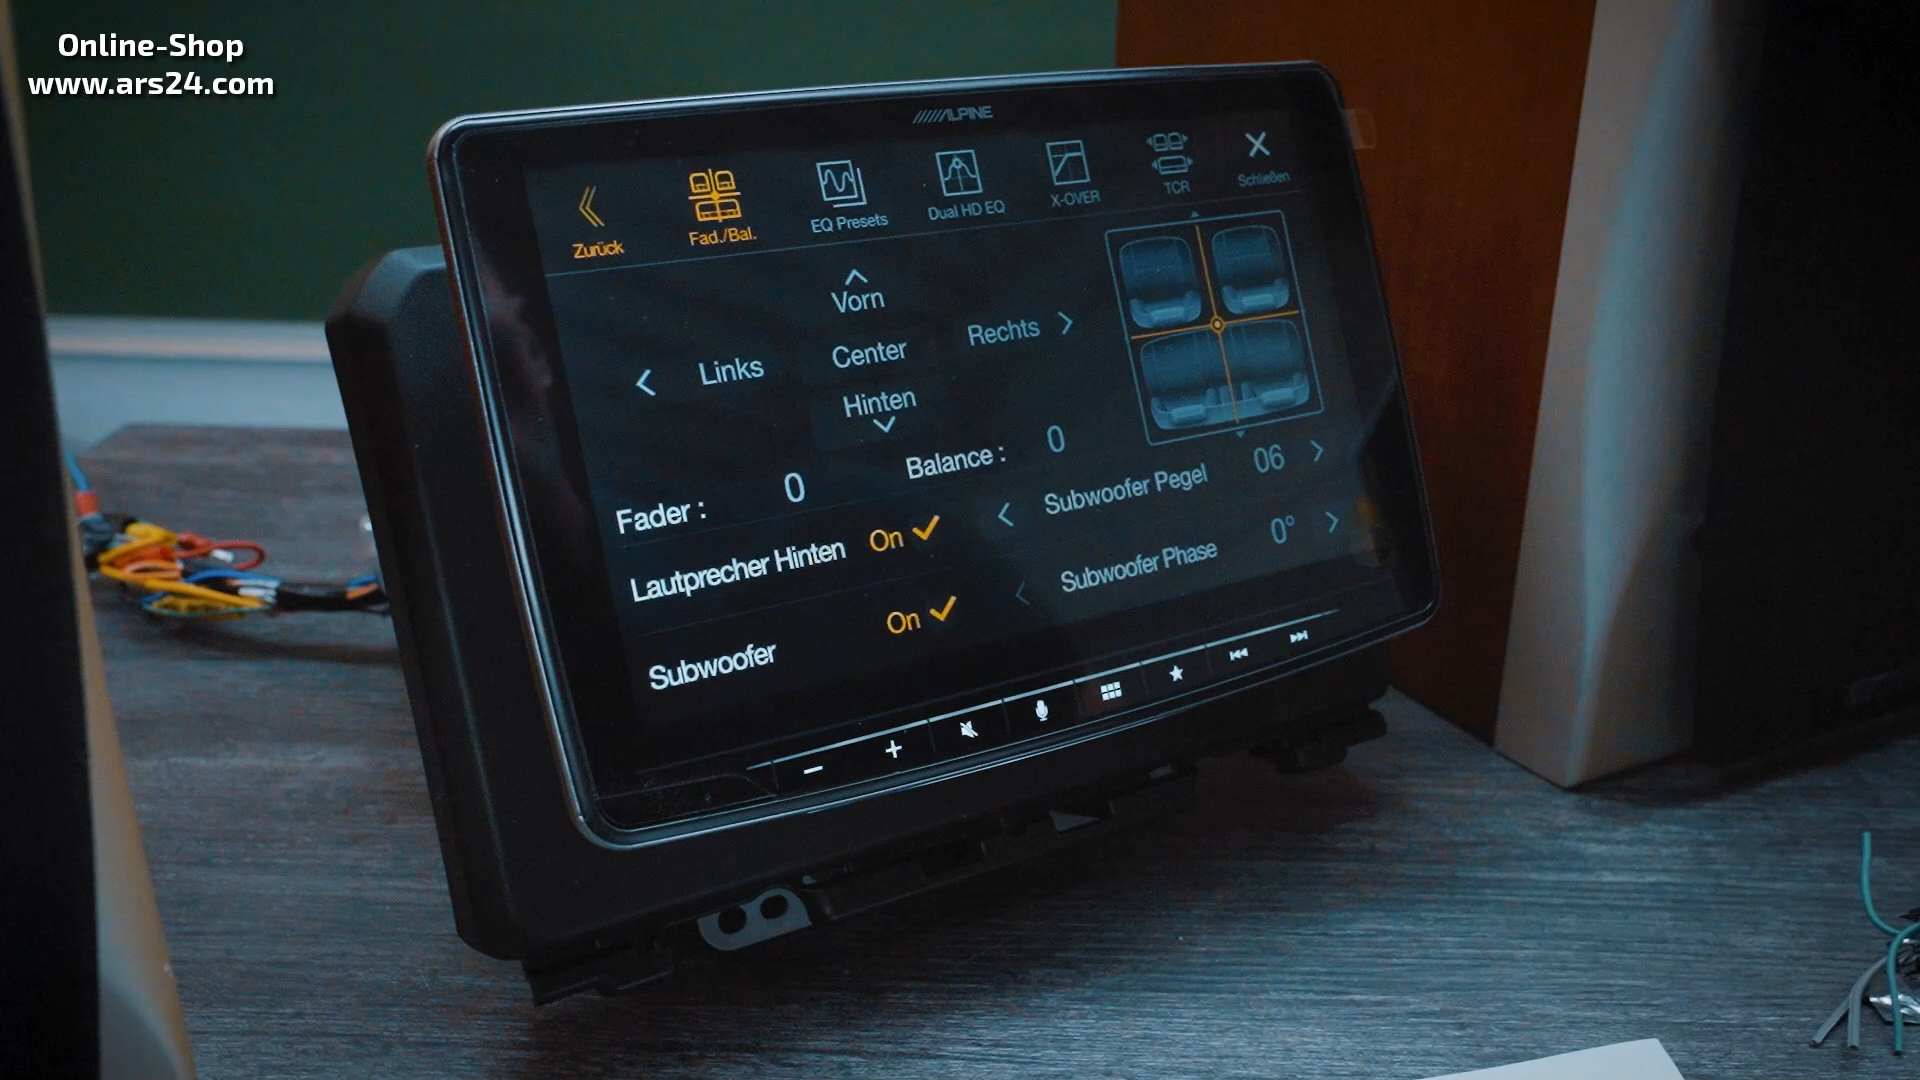 Online-Shop
www.ars24.com
ALPINE
Zurück
Fad./Bal.
EQ Presets
Dual HD EQ
X-OVER
TCR
Schließen
Vorn
Links
Center
Rechts
Hinten
Fader : 0
Balance : 0
Lautprecher Hinten On
Subwoofer Pegel 06
Subwoofer On
Subwoofer Phase 0°